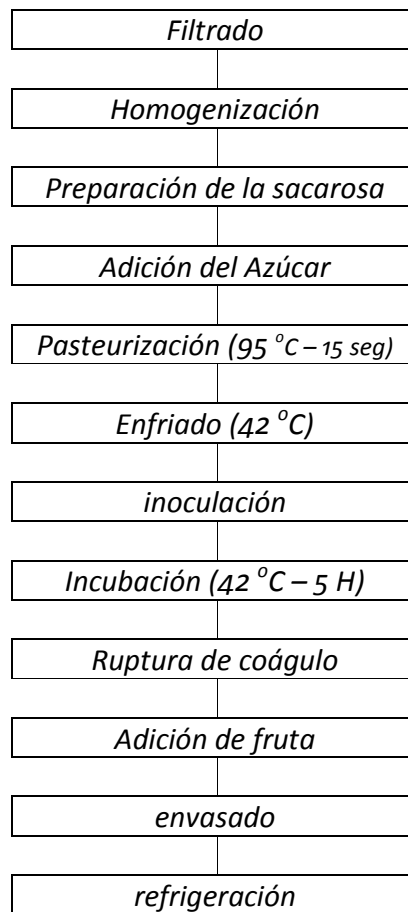 Filtrado
Homogenización
Preparación de la sacarosa
Adición del Azúcar
Pasteurización (95 °C – 15 seg)
Enfriado (42 °C)
inoculación
Incubación (42 °C – 5 H)
Ruptura de coágulo
Adición de fruta
envasado
refrigeración